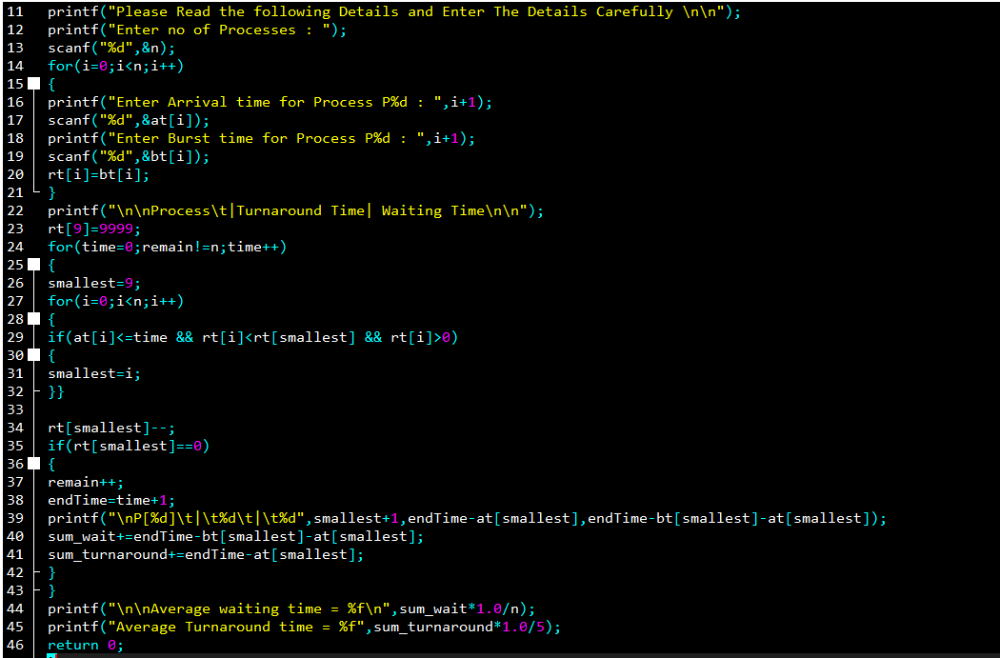 11 printf("Please Read the following Details and Enter The Details Carefully \n\n");
12 printf("Enter no of Processes : ");
13 scanf("%d",&n);
14 for(i=0;i<n;i++)
15 {
16 printf("Enter Arrival time for Process P%d : ",i+1);
17 scanf("%d",&at[i]);
18 printf("Enter Burst time for Process P%d : ",i+1);
19 scanf("%d",&bt[i]);
20 rt[i]=bt[i];
21 }
22 printf("\n\nProcess\t|Turnaround Time| Waiting Time\n\n");
23 rt[9]=9999;
24 for(time=0;remain!=n;time++)
25 {
26 smallest=9;
27 for(i=0;i<n;i++)
28 {
29 if(at[i]<=time && rt[i]<rt[smallest] && rt[i]>0)
30 {
31 smallest=i;
32 }}
33
34 rt[smallest]--;
35 if(rt[smallest]==0)
36 {
37 remain++;
38 endTime=time+1;
39 printf("\nP[%d]\t|\t%d\t|\t%d",smallest+1,endTime-at[smallest],endTime-bt[smallest]-at[smallest]);
40 sum_wait+=endTime-bt[smallest]-at[smallest];
41 sum_turnaround+=endTime-at[smallest];
42 }
43 }
44 printf("\n\nAverage waiting time = %f\n",sum_wait*1.0/n);
45 printf("Average Turnaround time = %f",sum_turnaround*1.0/5);
46 return 0;